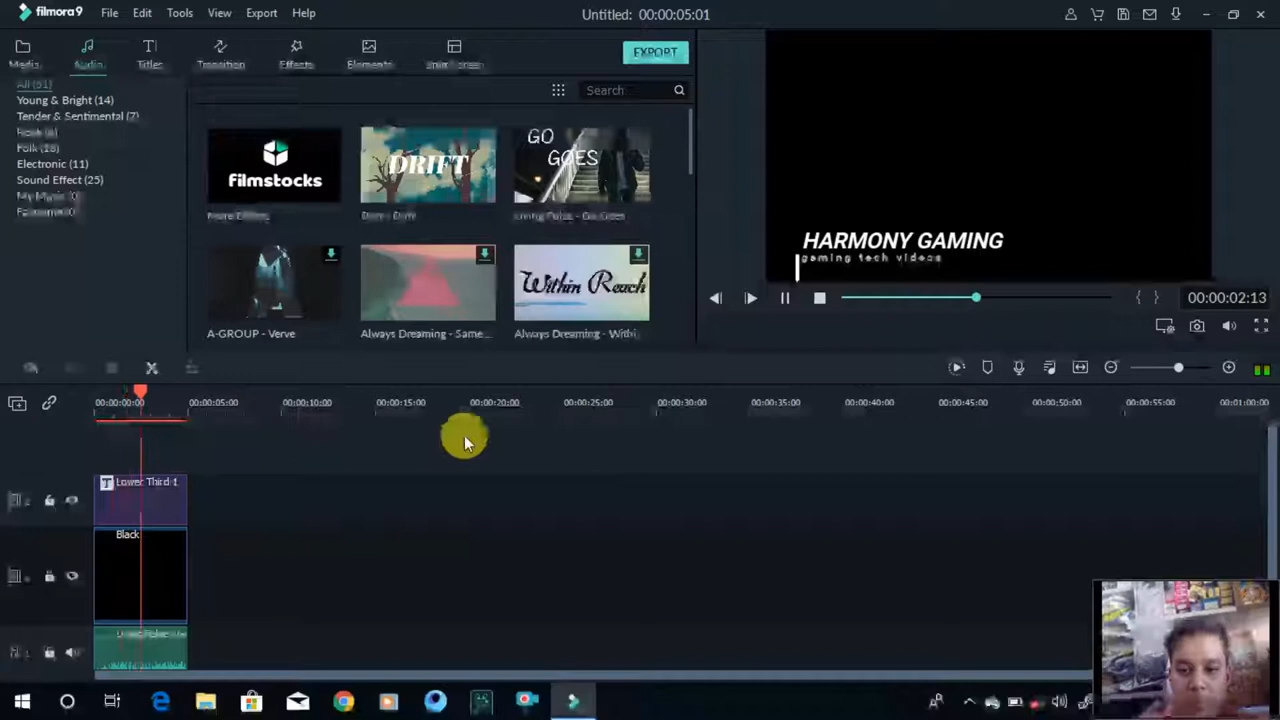 filmora9
File Edit Tools View Export Help
Untitled: 00:00:05:01
Media Audio Titles Transition Effects Elements
EXPORT
All (51)
Young & Bright (14)
Tender & Sentimental (7)
Folk (18)
Electronic (11)
Sound Effect (25)
Search
filmstocks
DRIFT
GO
GOES
A-GROUP - Verve
Within Reach
Always Dreaming - Same...
Always Dreaming - Withi...
HARMONY GAMING
gaming tech videos
00:00:02:13
00:00:00:00 00:00:05:00 00:00:10:00 00:00:15:00 00:00:20:00 00:00:25:00 00:00:30:00 00:00:35:00 00:00:40:00 00:00:45:00 00:00:50:00 00:00:55:00 00:01:00:00
T Lower Third 1
Black